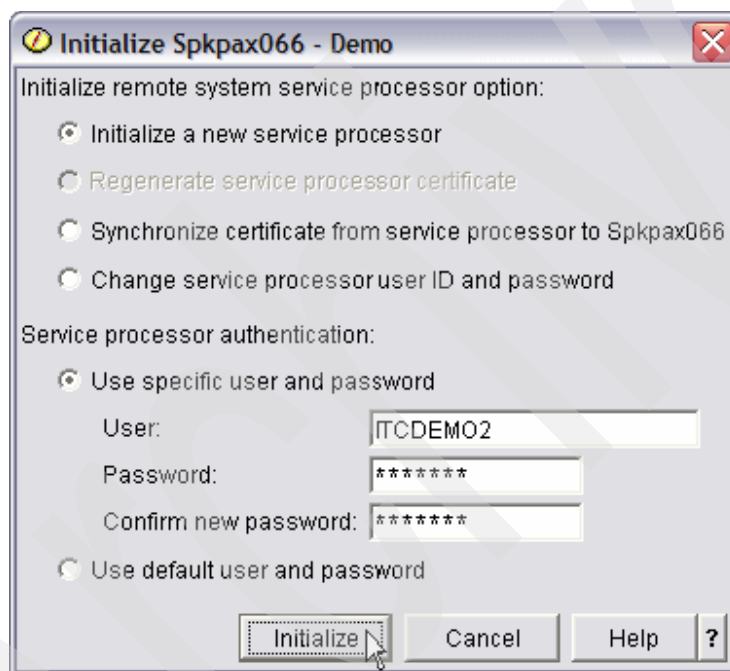 Initialize Spkpax066 - Demo
Initialize remote system service processor option:
Initialize a new service processor
Regenerate service processor certificate
Synchronize certificate from service processor to Spkpax066
Change service processor user ID and password
Service processor authentication:
Use specific user and password
User: ITCDEMO2
Password: *******
Confirm new password: *******
Use default user and password
Initialize Cancel Help ?